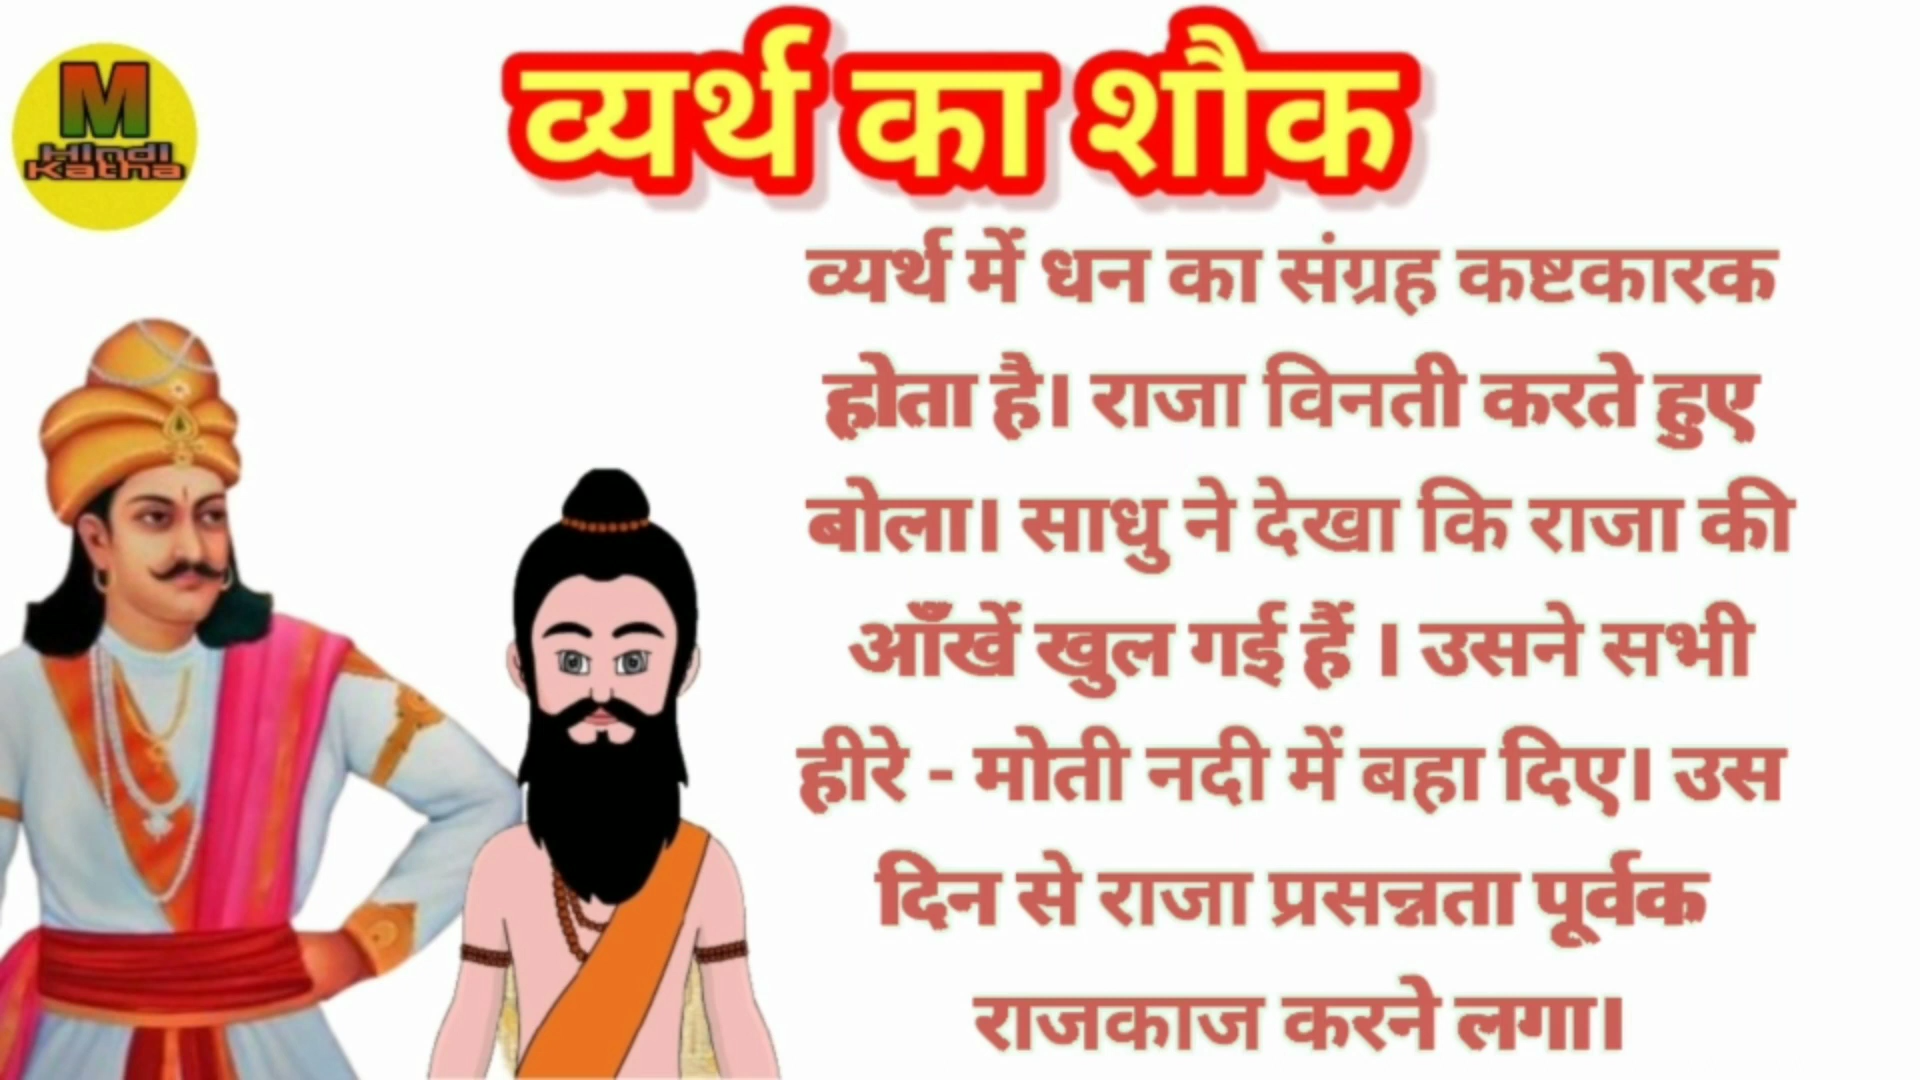 M
Hindi
Katha
व्यर्थ का शौक
व्यर्थ में धन का संग्रह कष्टकारक
होता है। राजा विनती करते हुए
बोला। साधु ने देखा कि राजा की
आँखें खुल गई हैं । उसने सभी
हीरे - मोती नदी में बहा दिए। उस
दिन से राजा प्रसन्नता पूर्वक
राजकाज करने लगा।